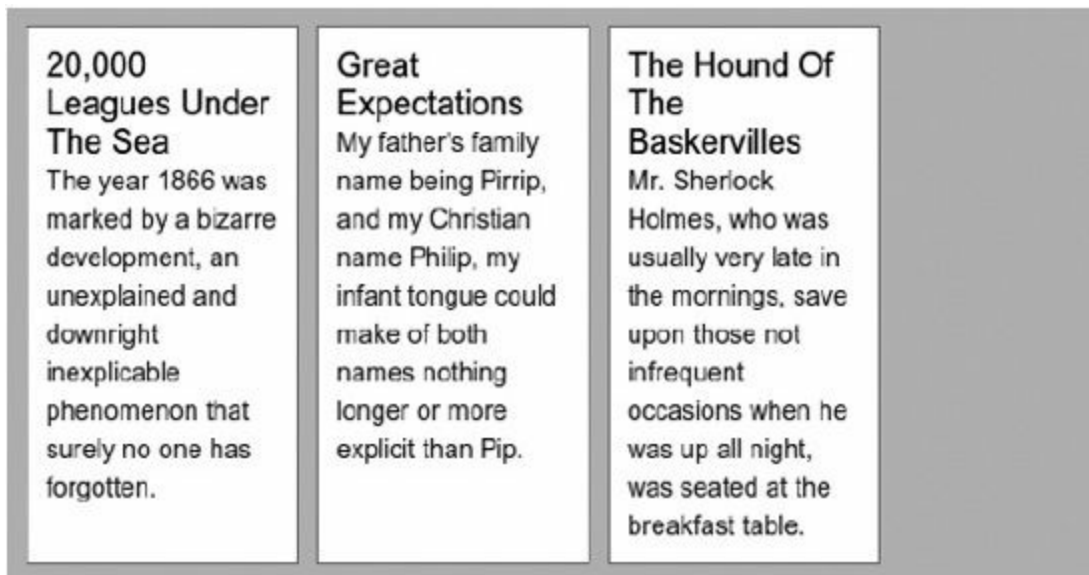 20,000
Leagues Under
The Sea
The year 1866 was
marked by a bizarre
development, an
unexplained and
downright
inexplicable
phenomenon that
surely no one has
forgotten.
Great
Expectations
My father's family
name being Pirrip,
and my Christian
name Philip, my
infant tongue could
make of both
names nothing
longer or more
explicit than Pip.
The Hound Of
The
Baskervilles
Mr. Sherlock
Holmes, who was
usually very late in
the mornings, save
upon those not
infrequent
occasions when he
was up all night,
was seated at the
breakfast table.